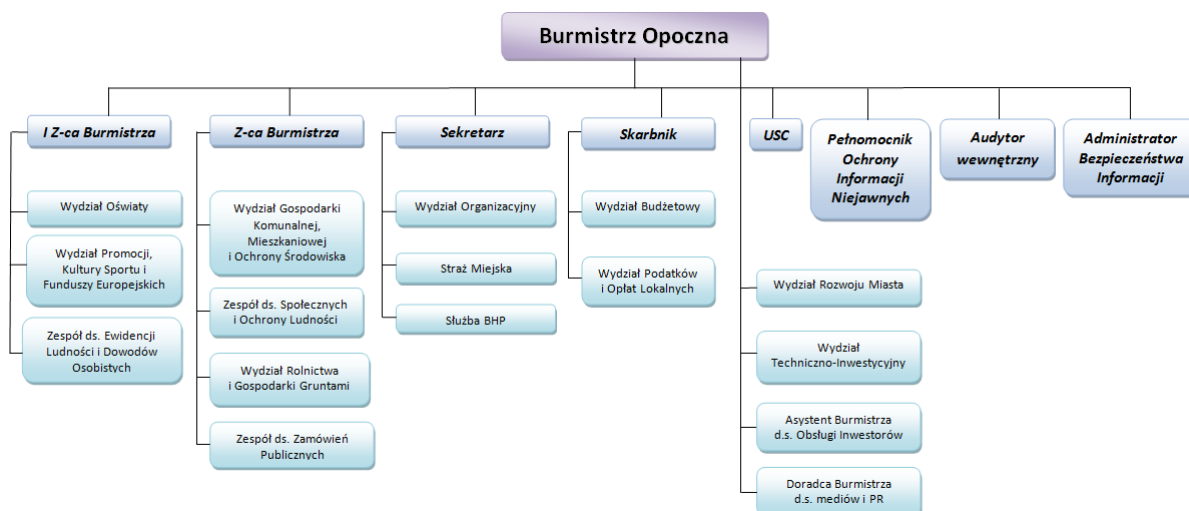 Burmistrz Opoczna
I Z-ca Burmistrza
Z-ca Burmistrza
Sekretarz
Skarbnik
USC
Pełnomocnik
Ochrony
Informacji
Niejawnych
Audytor
wewnętrzny
Administrator
Bezpieczeństwa
Informacji
Wydział Oświaty
Wydział Promocji,
Kultury Sportu i
Funduszy Europejskich
Zespół ds. Ewidencji
Ludności i Dowodów
Osobistych
Wydział Gospodarki
Komunalnej,
Mieszkaniowej
i Ochrony Środowiska
Zespół ds. Społecznych
i Ochrony Ludności
Wydział Rolnictwa
i Gospodarki Gruntami
Zespół ds. Zamówień
Publicznych
Wydział Organizacyjny
Straż Miejska
Służba BHP
Wydział Budżetowy
Wydział Podatków
i Opłat Lokalnych
Wydział Rozwoju Miasta
Wydział
Techniczno-Inwestycyjny
Asystent Burmistrza
d.s. Obsługi Inwestorów
Doradca Burmistrza
d.s. mediów i PR